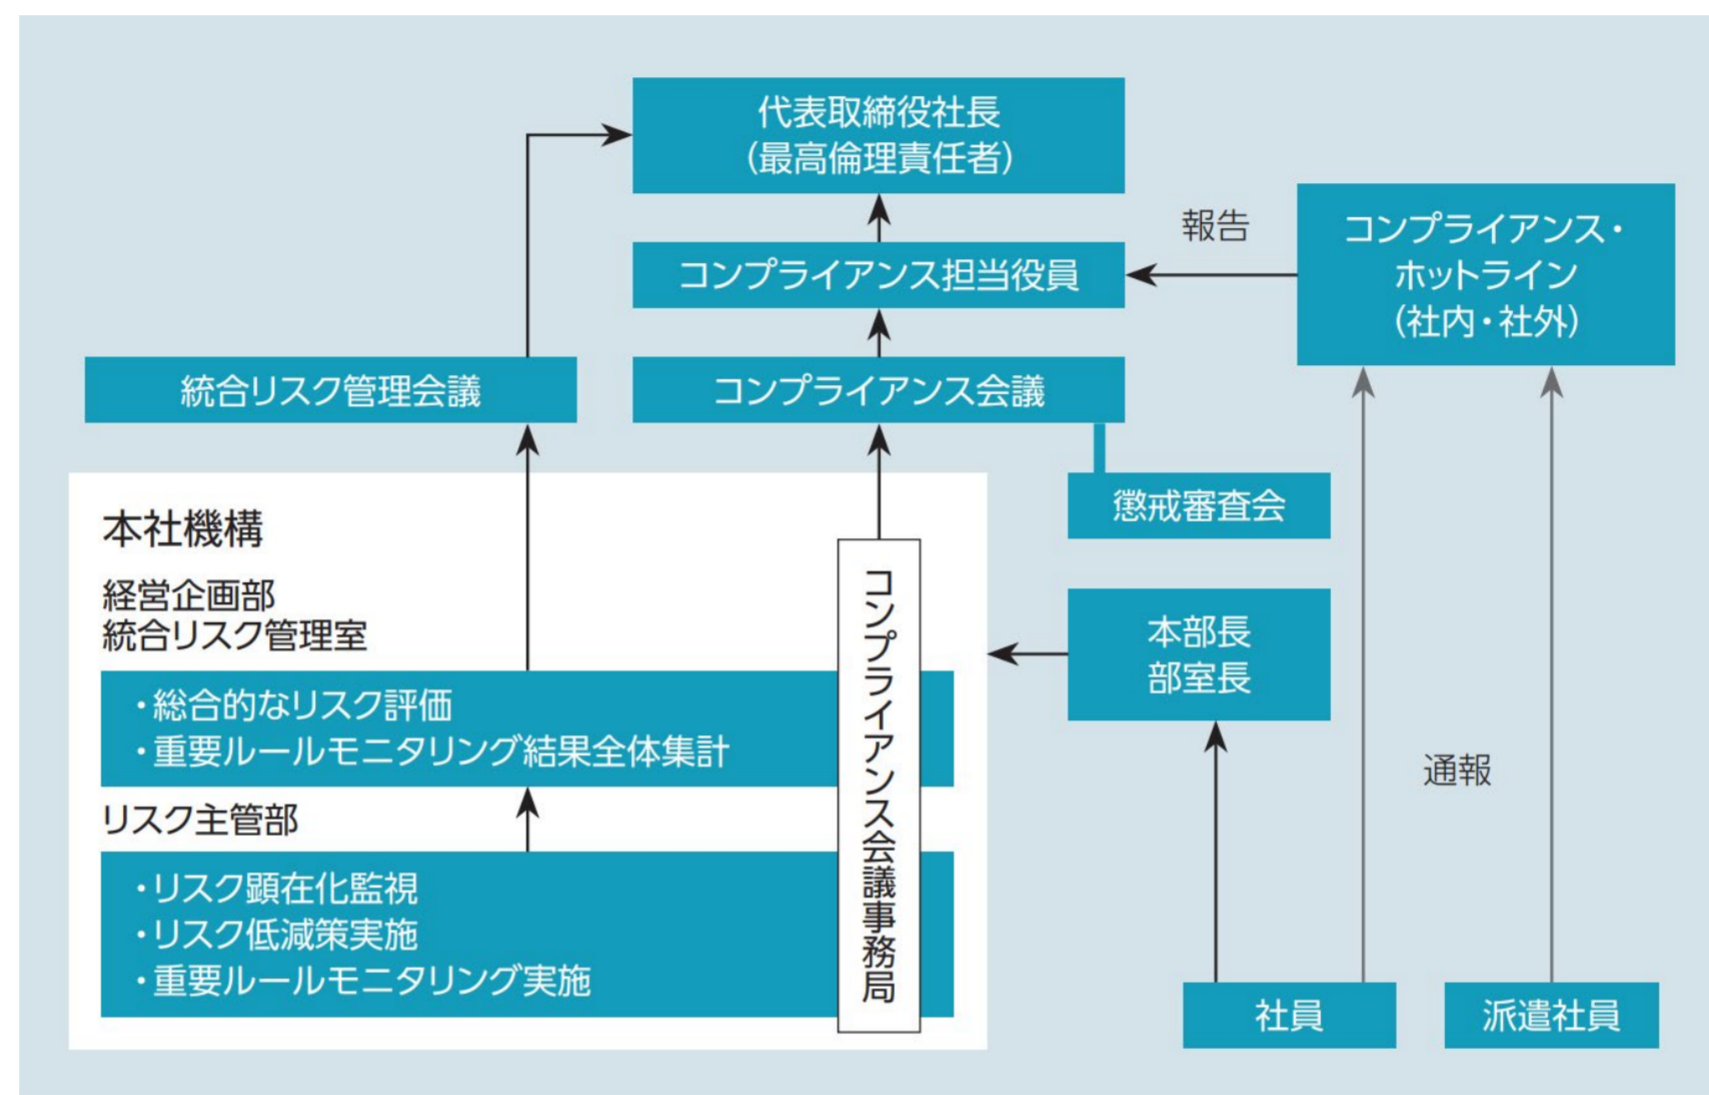 代表取締役社長
（最高倫理責任者）
報告
コンプライアンス・
ホットライン
（社内・社外）
コンプライアンス担当役員
統合リスク管理会議
コンプライアンス会議
懲戒審査会
本社機構
経営企画部
統合リスク管理室
・総合的なリスク評価
・重要ルールモニタリング結果全体集計
リスク主管部
・リスク顕在化監視
・リスク低減策実施
・重要ルールモニタリング実施
コンプライアンス会議事務局
本部長
部室長
通報
社員
派遣社員